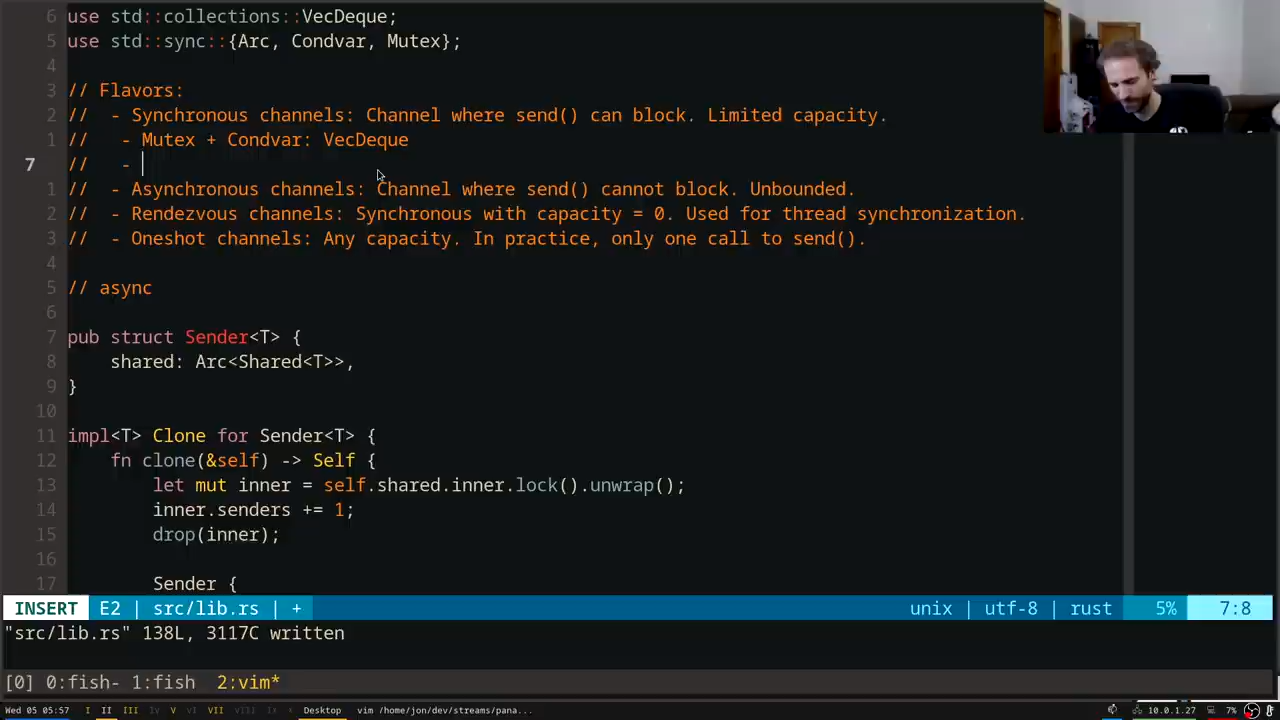 6 use std::collections::VecDeque;
5 use std::sync::{Arc, Condvar, Mutex};
4
3 // Flavors:
2 //  - Synchronous channels: Channel where send() can block. Limited capacity.
1 //   - Mutex + Condvar: VecDeque
7 //   -
1 //  - Asynchronous channels: Channel where send() cannot block. Unbounded.
2 //  - Rendezvous channels: Synchronous with capacity = 0. Used for thread synchronization.
3 //  - Oneshot channels: Any capacity. In practice, only one call to send().
4
5 // async
6
7 pub struct Sender<T> {
8     shared: Arc<Shared<T>>,
9 }
10
11 impl<T> Clone for Sender<T> {
12     fn clone(&self) -> Self {
13         let mut inner = self.shared.inner.lock().unwrap();
14         inner.senders += 1;
15         drop(inner);
16
17         Sender {
INSERT E2 | src/lib.rs | + unix | utf-8 | rust 5% 7:8
"src/lib.rs" 138L, 3117C written
[0] 0:fish- 1:fish 2:vim*
Wed 05 05:57 I II III IV V VI VII VIII IX Desktop vim /home/jon/dev/streams/pana... 10.0.1.27 7%